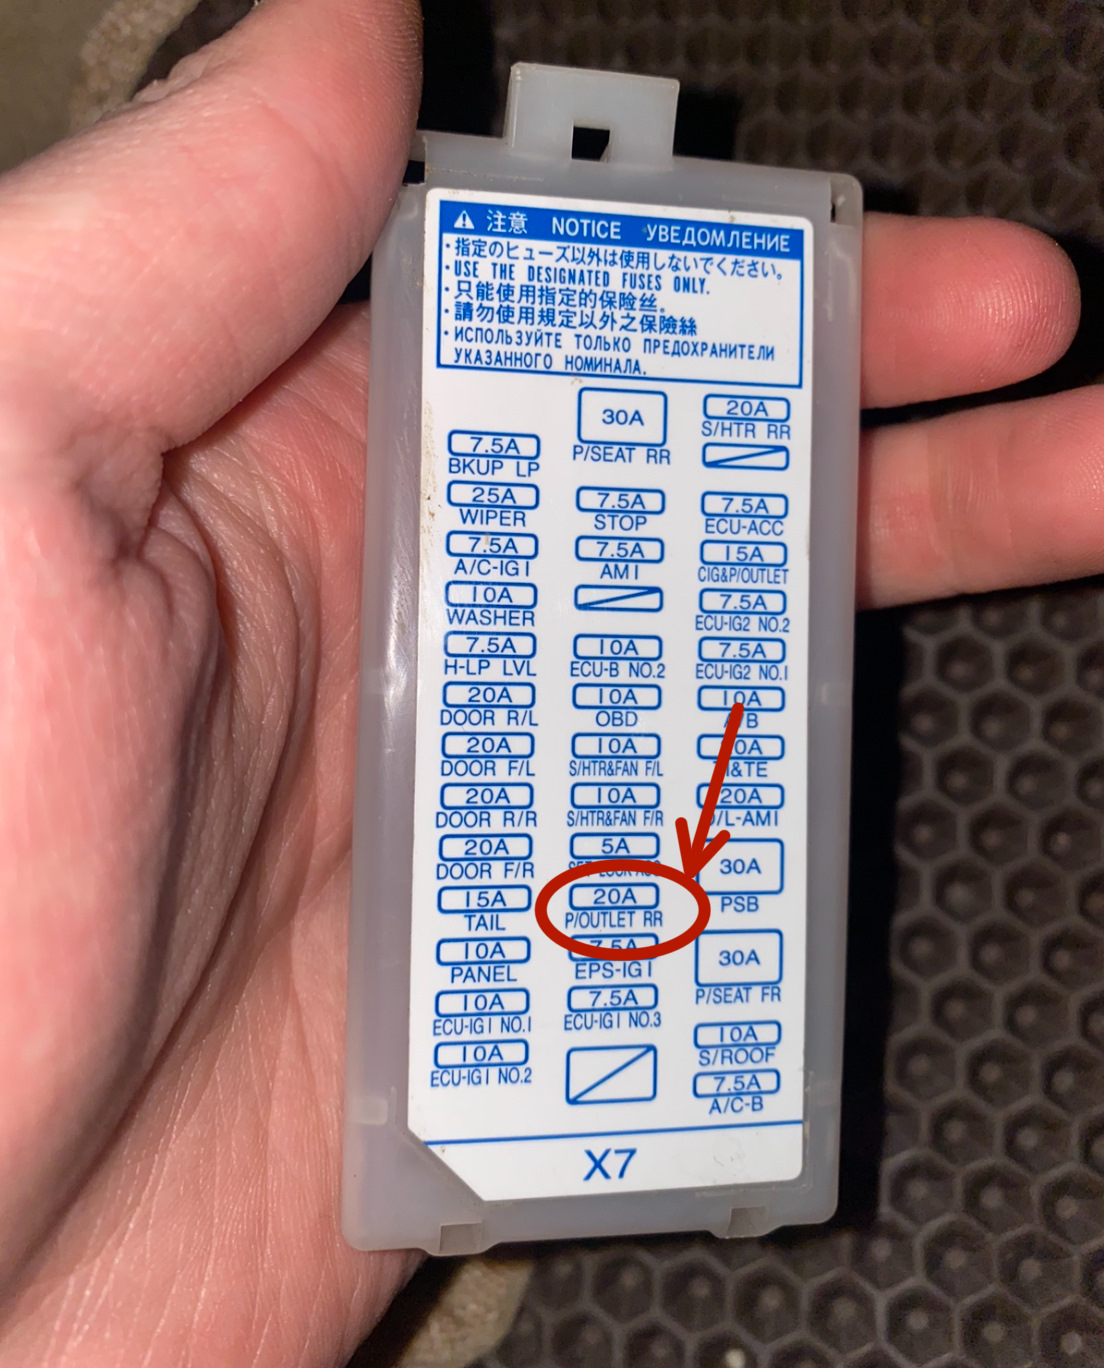 注意 NOTICE УВЕДОМЛЕНИЕ
・指定のヒューズ以外は使用しないでください。
・USE THE DESIGNATED FUSES ONLY.
・只能使用指定的保险丝。
・請勿使用規定以外之保險絲
・ИСПОЛЬЗУЙТЕ ТОЛЬКО ПРЕДОХРАНИТЕЛИ
УКАЗАННОГО НОМИНАЛА.
7.5A
BKUP LP
25A
WIPER
7.5A
A/C-IG1
10A
WASHER
7.5A
H-LP LVL
20A
DOOR R/L
20A
DOOR F/L
20A
DOOR R/R
20A
DOOR F/R
15A
TAIL
10A
PANEL
10A
ECU-IG1 NO.1
10A
ECU-IG1 NO.2
30A
P/SEAT RR
7.5A
STOP
7.5A
AM1
10A
ECU-B NO.2
10A
OBD
10A
S/HTR&FAN F/L
10A
S/HTR&FAN F/R
5A
20A
P/OUTLET RR
7.5A
EPS-IG1
7.5A
ECU-IG1 NO.3
20A
S/HTR RR
7.5A
ECU-ACC
15A
CIG&P/OUTLET
7.5A
ECU-IG2 NO.2
7.5A
ECU-IG2 NO.1
10A
20A
30A
PSB
30A
P/SEAT FR
10A
S/ROOF
7.5A
A/C-B
X7